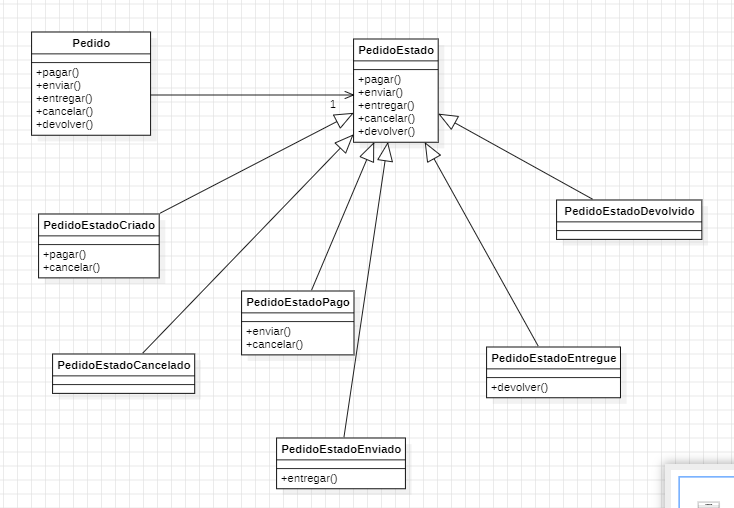 Pedido
+pagar()
+enviar()
+entregar()
+cancelar()
+devolver()
1
PedidoEstado
+pagar()
+enviar()
+entregar()
+cancelar()
+devolver()
PedidoEstadoCriado
+pagar()
+cancelar()
PedidoEstadoDevolvido
PedidoEstadoPago
+enviar()
+cancelar()
PedidoEstadoCancelado
PedidoEstadoEntregue
+devolver()
PedidoEstadoEnviado
+entregar()